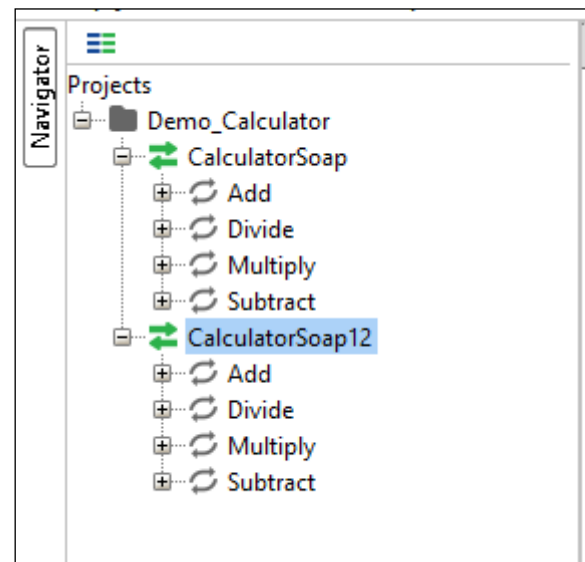 Navigator
Projects
Demo_Calculator
CalculatorSoap
Add
Divide
Multiply
Subtract
CalculatorSoap12
Add
Divide
Multiply
Subtract